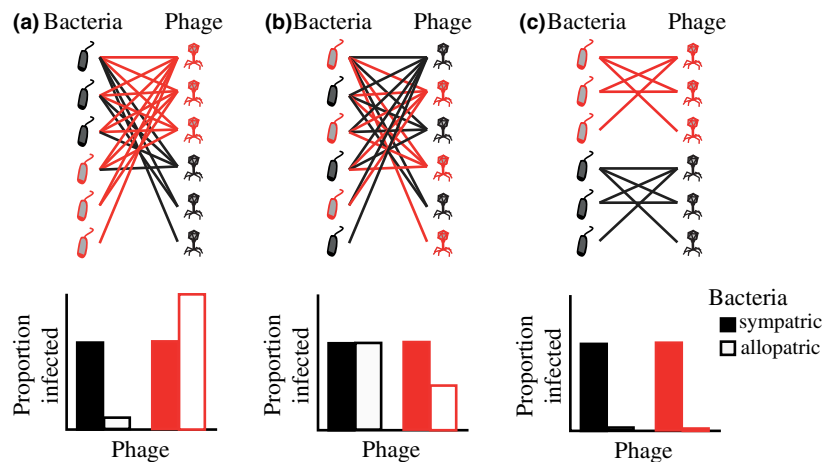 (a) Bacteria Phage
(b) Bacteria Phage
(c) Bacteria Phage
Proportion
infected
Phage
Proportion
infected
Phage
Proportion
infected
Phage
Bacteria
sympatric
allopatric